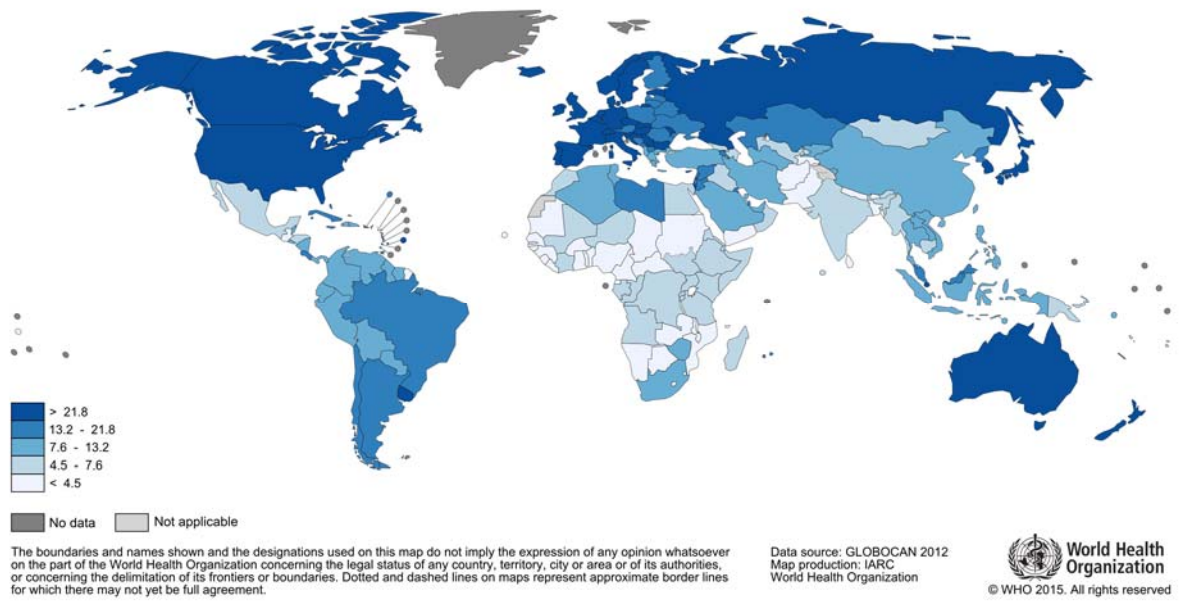 > 21.8
13.2 - 21.8
7.6 - 13.2
4.5 - 7.6
< 4.5
No data
Not applicable
The boundaries and names shown and the designations used on this map do not imply the expression of any opinion whatsoever
on the part of the World Health Organization concerning the legal status of any country, territory, city or area or of its authorities,
or concerning the delimitation of its frontiers or boundaries. Dotted and dashed lines on maps represent approximate border lines
for which there may not yet be full agreement.
Data source: GLOBOCAN 2012
Map production: IARC
World Health Organization
World Health
Organization
© WHO 2015. All rights reserved